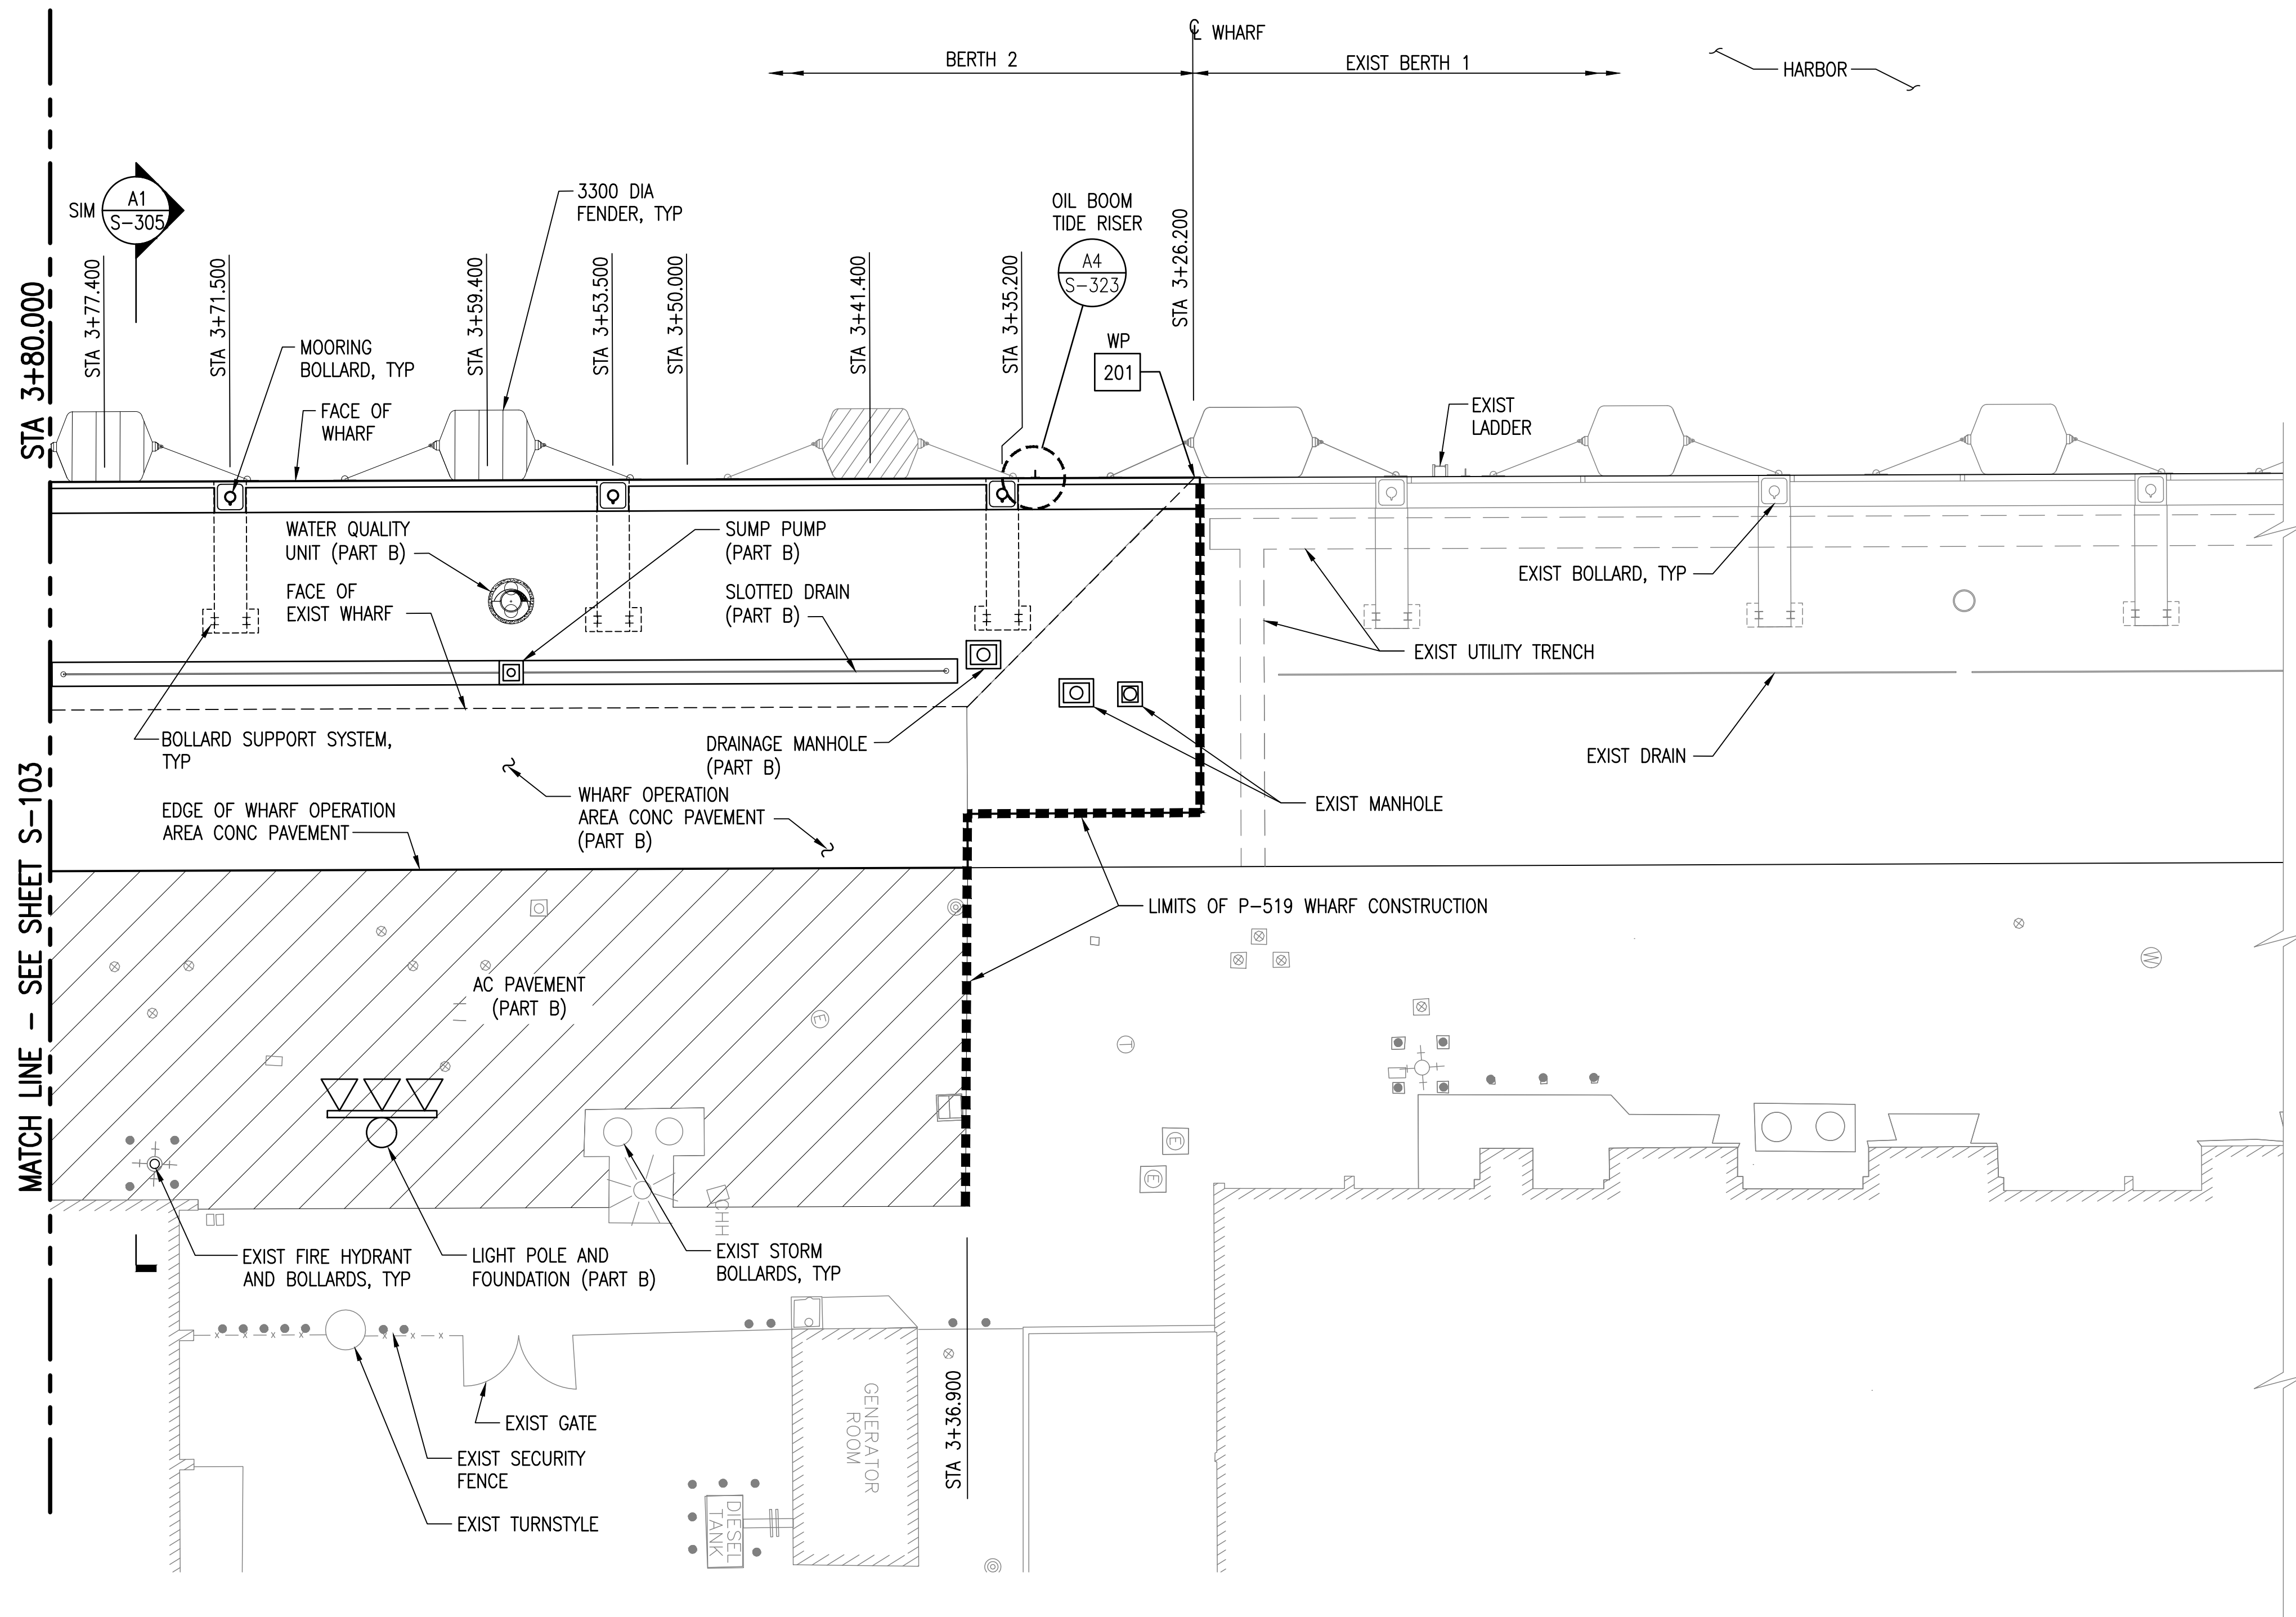 ℄ WHARF
BERTH 2
EXIST BERTH 1
HARBOR
SIM
A1
S-305
3300 DIA
FENDER, TYP
OIL BOOM
TIDE RISER
A4
S-323
STA 3+80.000
STA 3+77.400
STA 3+71.500
STA 3+59.400
STA 3+53.500
STA 3+50.000
STA 3+41.400
STA 3+35.200
STA 3+26.200
WP
201
MOORING
BOLLARD, TYP
FACE OF
WHARF
EXIST
LADDER
WATER QUALITY
UNIT (PART B)
SUMP PUMP
(PART B)
FACE OF
EXIST WHARF
SLOTTED DRAIN
(PART B)
EXIST BOLLARD, TYP
EXIST UTILITY TRENCH
BOLLARD SUPPORT SYSTEM,
TYP
DRAINAGE MANHOLE
(PART B)
EXIST DRAIN
WHARF OPERATION
AREA CONC PAVEMENT
(PART B)
EXIST MANHOLE
EDGE OF WHARF OPERATION
AREA CONC PAVEMENT
MATCH LINE - SEE SHEET S-103
LIMITS OF P-519 WHARF CONSTRUCTION
AC PAVEMENT
(PART B)
E
W
T
E
E
CHH
EXIST FIRE HYDRANT
AND BOLLARDS, TYP
LIGHT POLE AND
FOUNDATION (PART B)
EXIST STORM
BOLLARDS, TYP
x x x x x x x
GENERATOR
ROOM
STA 3+36.900
EXIST GATE
EXIST SECURITY
FENCE
EXIST TURNSTYLE
DIESEL
TANK